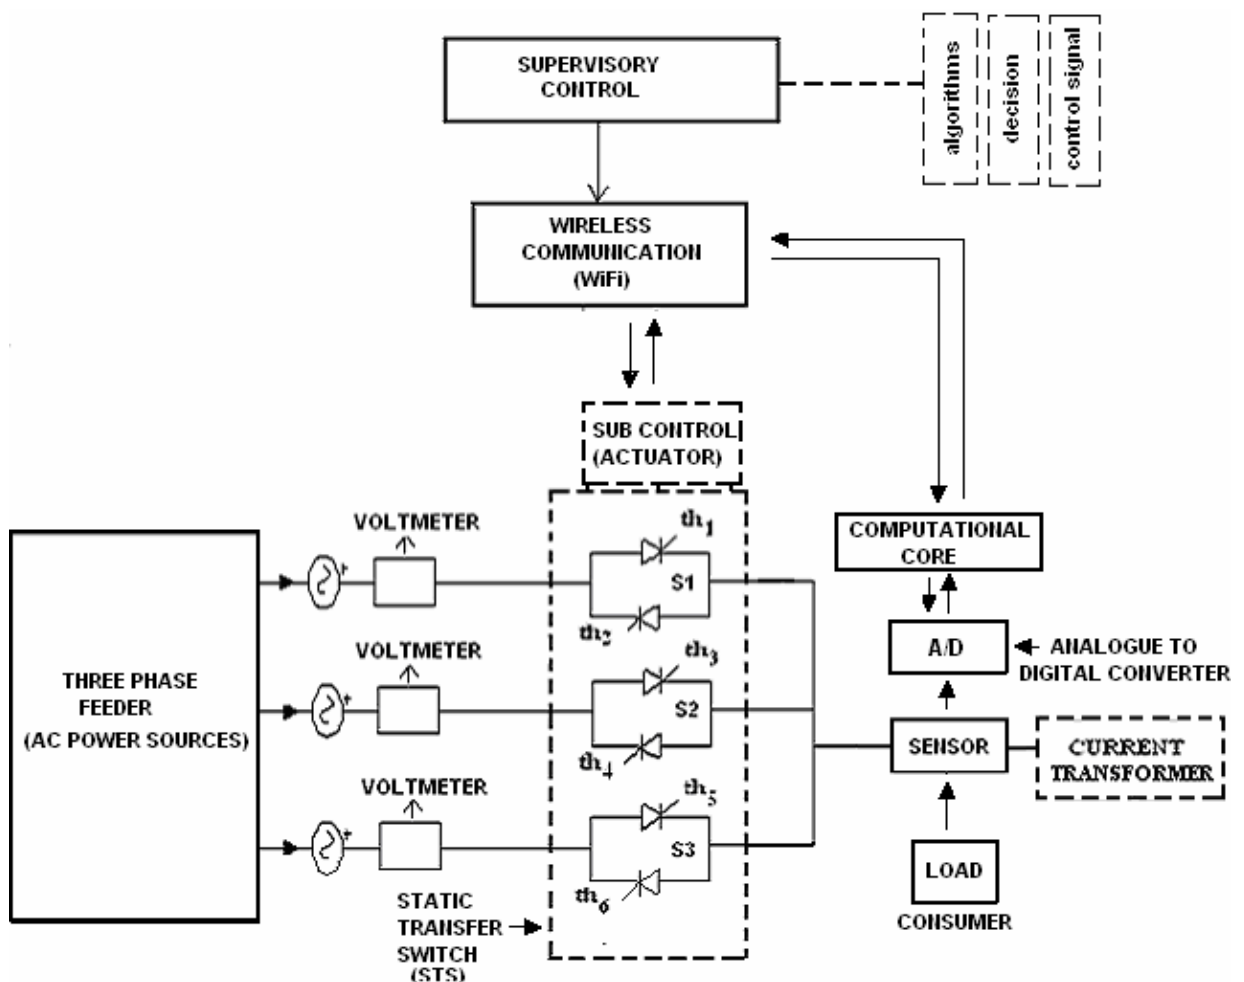 SUPERVISORY
CONTROL
algorithms
decision
control signal
WIRELESS
COMMUNICATION
(WiFi)
SUB CONTROL
(ACTUATOR)
VOLTMETER
th1
S1
th2
COMPUTATIONAL
CORE
A/D
ANALOGUE TO
DIGITAL CONVERTER
VOLTMETER
th3
S2
th4
THREE PHASE
FEEDER
(AC POWER SOURCES)
SENSOR
CURRENT
TRANSFORMER
VOLTMETER
th5
S3
th6
LOAD
CONSUMER
STATIC
TRANSFER
SWITCH
(STS)